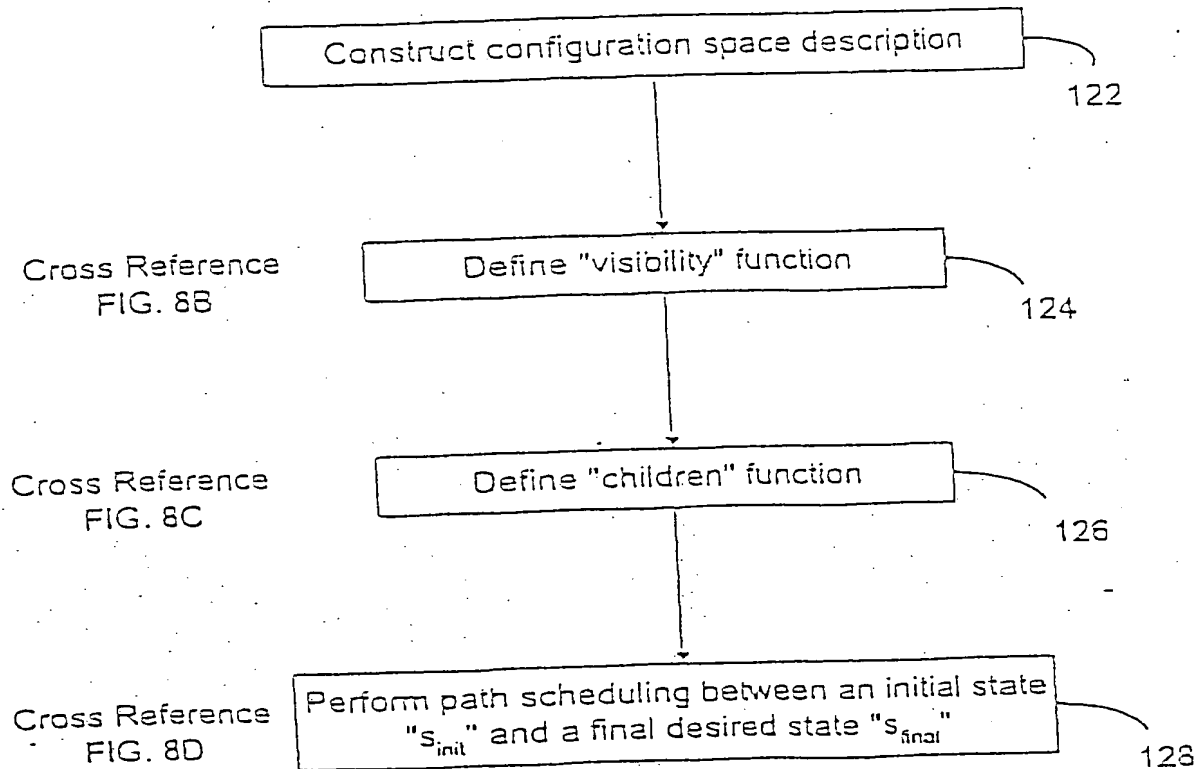 Construct configuration space description
122
Cross Reference
FIG. 8B
Define "visibility" function
124
Cross Reference
FIG. 8C
Define "children" function
126
Cross Reference
FIG. 8D
Perform path scheduling between an initial state
"s_init" and a final desired state "s_final"
128